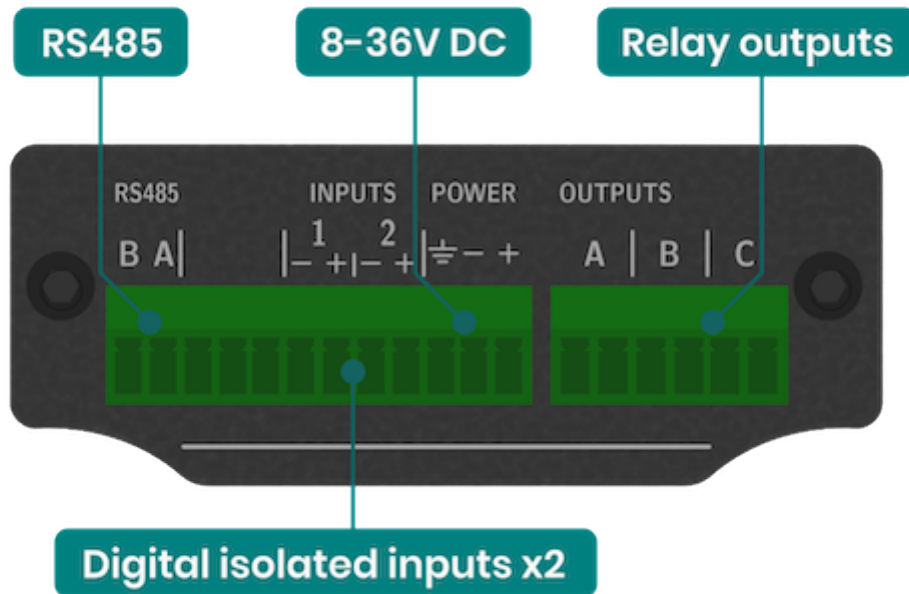 RS485 8-36V DC Relay outputs
RS485 INPUTS POWER OUTPUTS
1 2
B A| |- +|- +|⏚ - + A | B | C
Digital isolated inputs x2